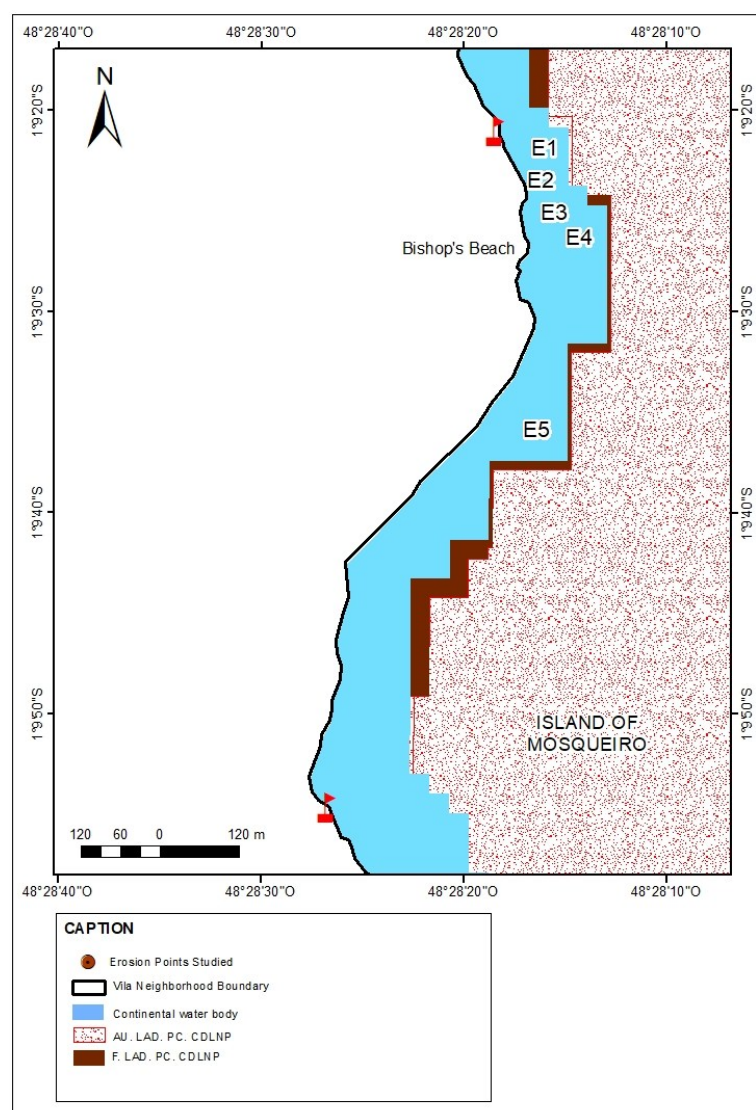 48°28'40"O 48°28'30"O 48°28'20"O 48°28'10"O
N
1°9'20"S 1°9'20"S
E1
E2
E3
E4
Bishop's Beach
1°9'30"S 1°9'30"S
E5
1°9'40"S 1°9'40"S
1°9'50"S 1°9'50"S
ISLAND OF
MOSQUEIRO
120 60 0 120 m
48°28'40"O 48°28'30"O 48°28'20"O 48°28'10"O
CAPTION
Erosion Points Studied
Vila Neighborhood Boundary
Continental water body
AU. LAD. PC. CDLNP
F. LAD. PC. CDLNP